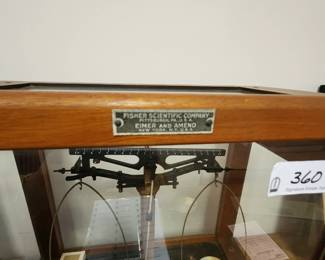 FISHER SCIENTIFIC COMPANY
PITTSBURGH, PA., U.S.A.
EIMER AND AMEND
NEW YORK, N.Y., U.S.A.
360